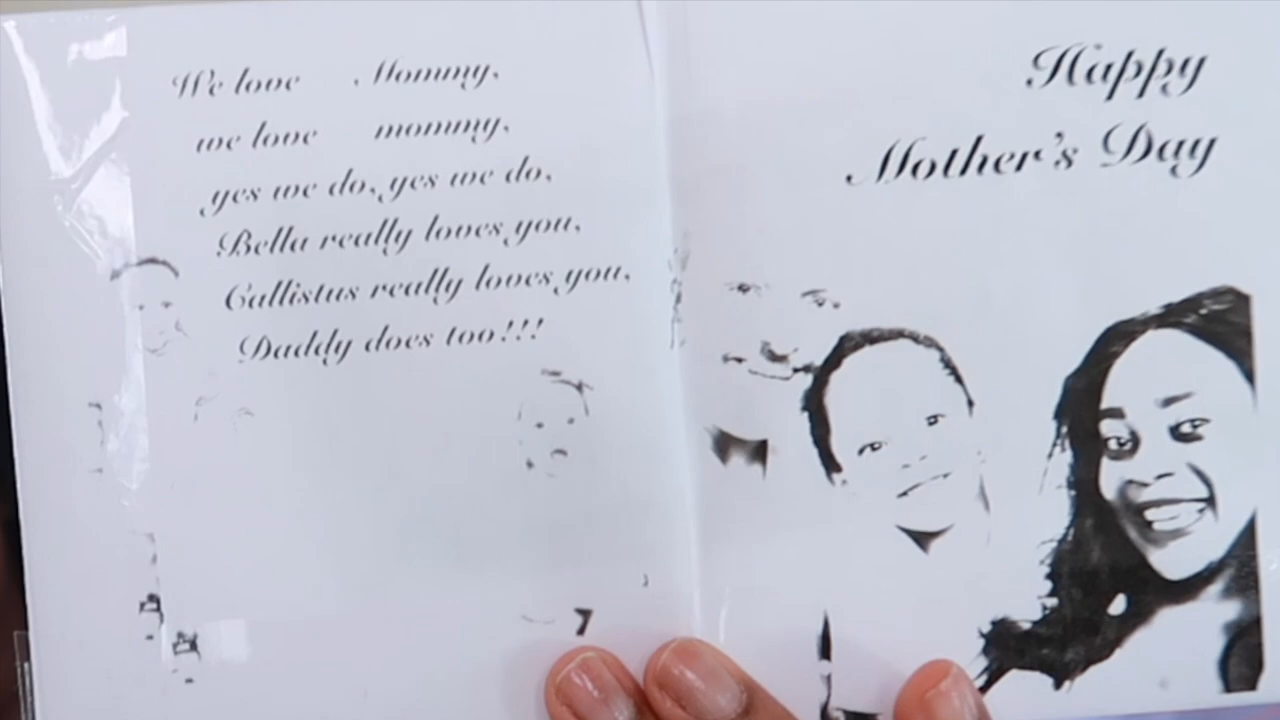 We love Mommy,
we love mommy,
yes we do, yes we do,
Bella really loves you,
Callistus really loves you,
Daddy does too!!!
Happy
Mother's Day